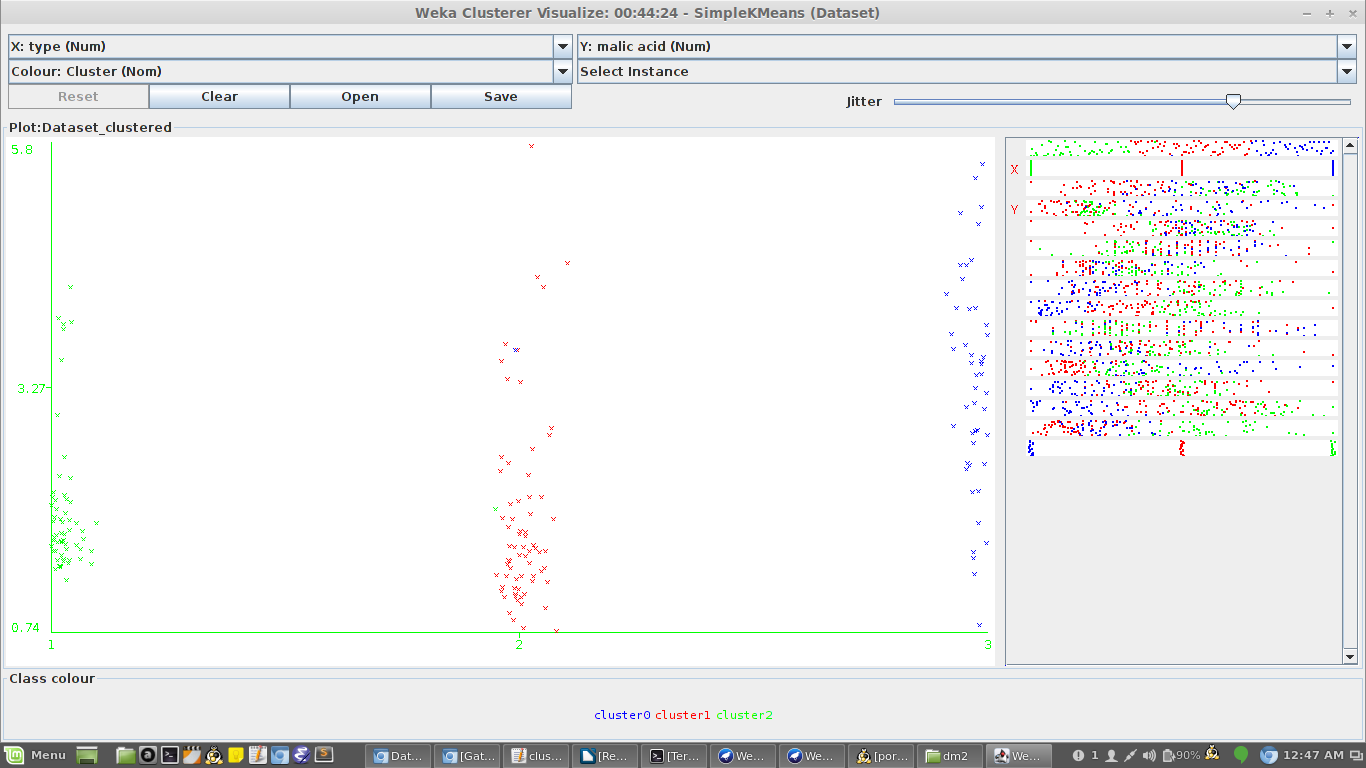 Weka Clusterer Visualize: 00:44:24 - SimpleKMeans (Dataset)
X: type (Num) Y: malic acid (Num)
Colour: Cluster (Nom) Select Instance
Reset Clear Open Save Jitter
Plot:Dataset_clustered
5.8
X
Y
3.27
0.74
1 2 3
Class colour
cluster0 cluster1 cluster2
Menu Dat... [Gat... clus... [Re... [Ter... We... We... [por... dm2 We... 1 90% 12:47 AM